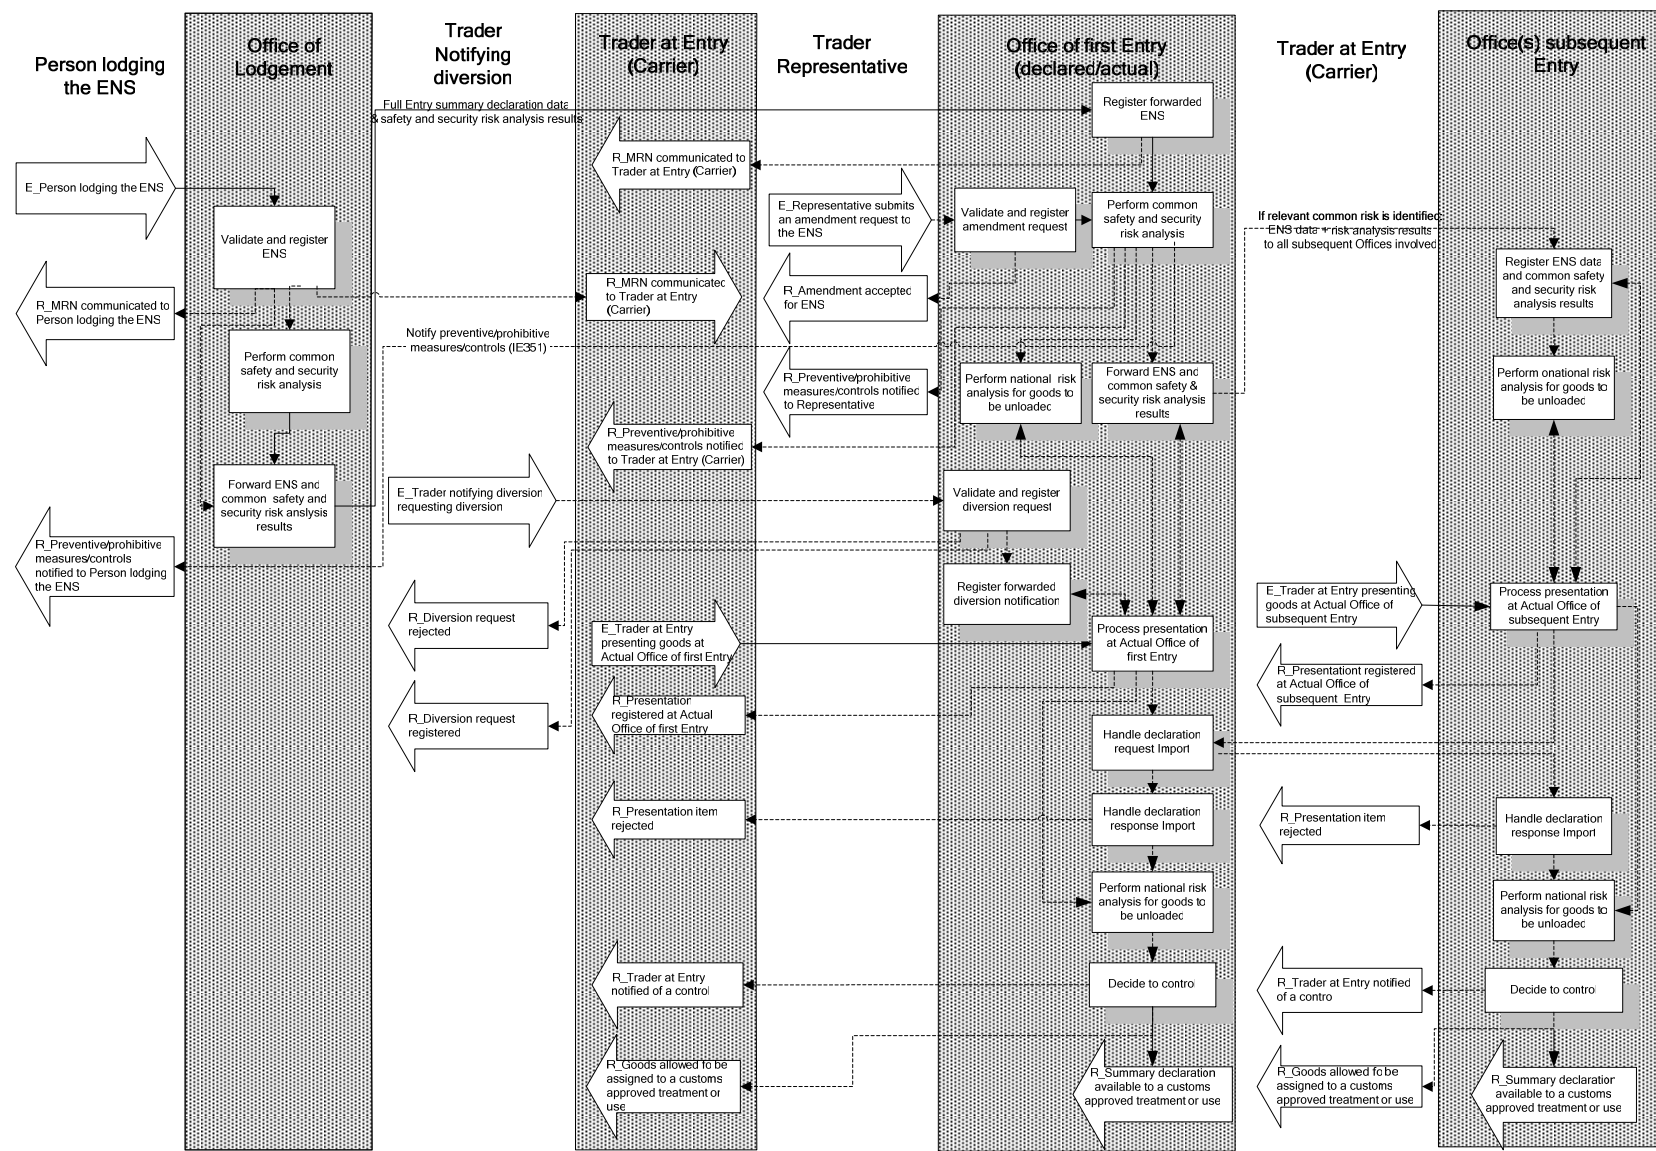 Person lodging
the ENS
E_Person lodging the ENS
R_MRN communicated to
Person lodging the ENS
R_Preventive/prohibitive
measures/controls
notified to Person lodging
the ENS
Office of
Lodgement
Validate and register
ENS
Perform common
safety and security
risk analysis
Forward ENS and
common safety and
security risk anslysis
results
Trader
Notifying
diversion
Full Entry summary declaration data
& safety and security risk analysis results
Notify preventive/prohibitive
measures/controls (IE351)
E_Trader notifying diversion
requesting diversion
R_Diversion request
rejected
R_Diversion request
registered
Trader at Entry
(Carrier)
R_MRN communicated to
Trader at Entry (Carrier)
R_MRN communicated
to Trader at Entry
(Carrier)
R_Preventive/prohibitive
measures/controls notified
to Trader at Entry (Carrier)
E_Trader at Entry
presenting goods at
Actual Office of first Entry
R_Presentation
registered at Actual
Office of first Entry
R_Presentation item
rejected
R_Trader at Entry
notified of a control
R_Goods allowed to be
assigned to a customs
approved treatment or
use
Trader
Representative
E_Representative submits
an amendment request to
the ENS
R_Amendment accepted
for ENS
R_Preventive/prohibitive
measures/controls notified
to Representative
Office of first Entry
(declared/actual)
Register forwarded
ENS
Validate and register
amendment request
Perform common
safety and security
risk analysis
Perform national risk
analysis for goods to
be unloaded
Forward ENS and
common safety &
security risk analysis
results
Validate and register
diversion request
Register forwarded
diversion notification
Process presentation
at Actual Office of
first Entry
Handle declaration
request Import
Handle declaration
response Import
Perform national risk
analysis for goods to
be unloaded
Decide to control
R_Summary declaration
available to a customs
approved treatment or use
Trader at Entry
(Carrier)
If relevant common risk is identified:
ENS data + risk analysis results
to all subsequent Offices involved
E_Trader at Entry presenting
goods at Actual Office of
subsequent Entry
R_Presentationt registered
at Actual Office of
subsequent Entry
R_Presentation item
rejected
R_Trader at Entry notified
of a control
R_Goods allowed to be
assigned to a customs
approved treatment or use
Office(s) subsequent
Entry
Register ENS data
and common safety
and security risk
analysis results
Perform onational risk
analysis for goods to
be unloaded
Process presentation
at Actual Office of
subsequent Entry
Handle declaration
response Import
Perform national risk
analysis for goods to
be unloaded
Decide to control
R_Summary declaration
available to a customs
approved treatment or use